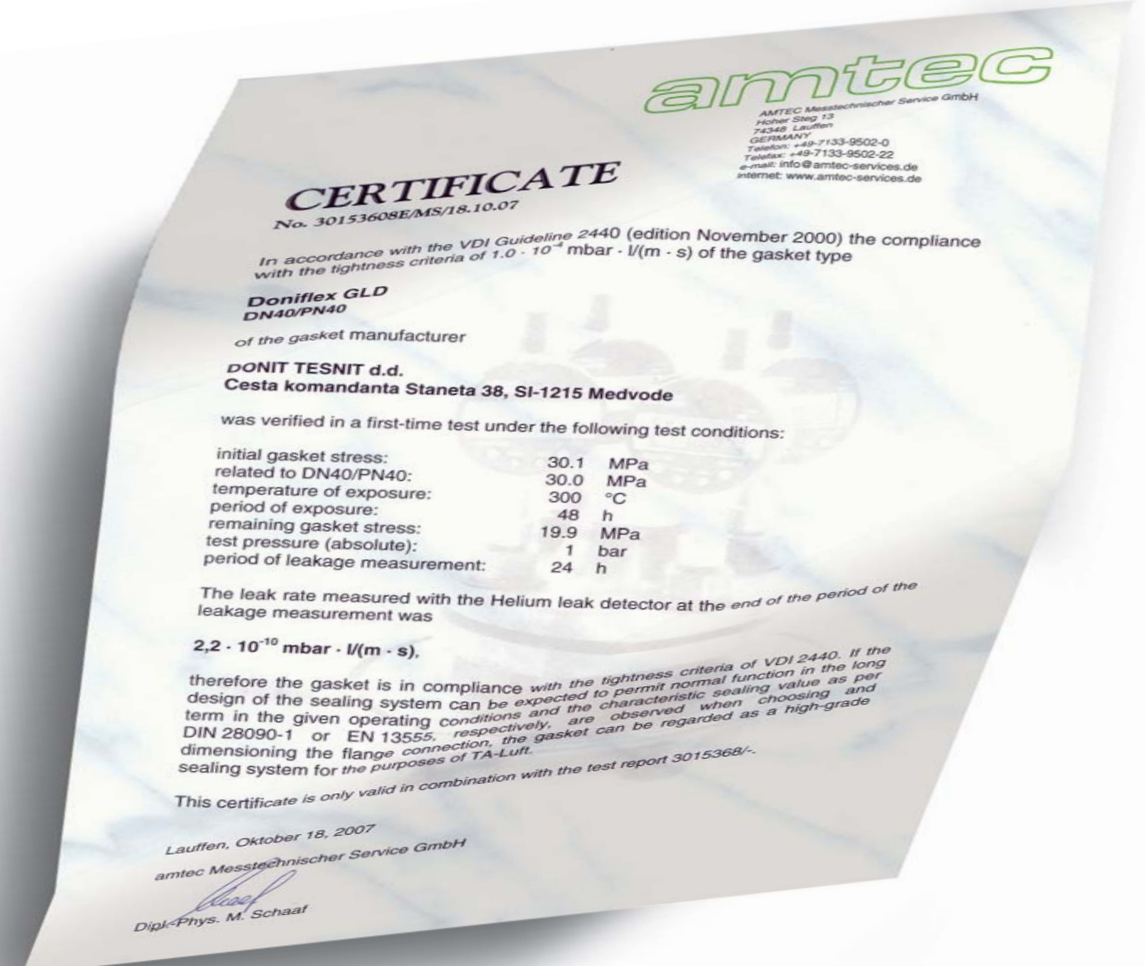 amtec
AMTEC Messtechnischer Service GmbH
Hoher Steg 13
74348 Lauffen
GERMANY
Telefon: +49-7133-9502-0
Telefax: +49-7133-9502-22
e-mail: info@amtec-services.de
internet: www.amtec-services.de
CERTIFICATE
No. 30153608E/MS/18.10.07
In accordance with the VDI Guideline 2440 (edition November 2000) the compliance
with the tightness criteria of 1.0 · 10⁻⁴ mbar · l/(m · s) of the gasket type
Doniflex GLD
DN40/PN40
of the gasket manufacturer
DONIT TESNIT d.d.
Cesta komandanta Staneta 38, SI-1215 Medvode
was verified in a first-time test under the following test conditions:
initial gasket stress: 30.1 MPa
related to DN40/PN40: 30.0 MPa
temperature of exposure: 300 °C
period of exposure: 48 h
remaining gasket stress: 19.9 MPa
test pressure (absolute): 1 bar
period of leakage measurement: 24 h
The leak rate measured with the Helium leak detector at the end of the period of the
leakage measurement was
2,2 · 10⁻¹⁰ mbar · l/(m · s),
therefore the gasket is in compliance with the tightness criteria of VDI 2440. If the
design of the sealing system can be expected to permit normal function in the long
term in the given operating conditions and the characteristic sealing value as per
DIN 28090-1 or EN 13555, respectively, are observed when choosing and
dimensioning the flange connection, the gasket can be regarded as a high-grade
sealing system for the purposes of TA-Luft.
This certificate is only valid in combination with the test report 3015368/-.
Lauffen, Oktober 18, 2007
amtec Messtechnischer Service GmbH
Dipl.-Phys. M. Schaaf